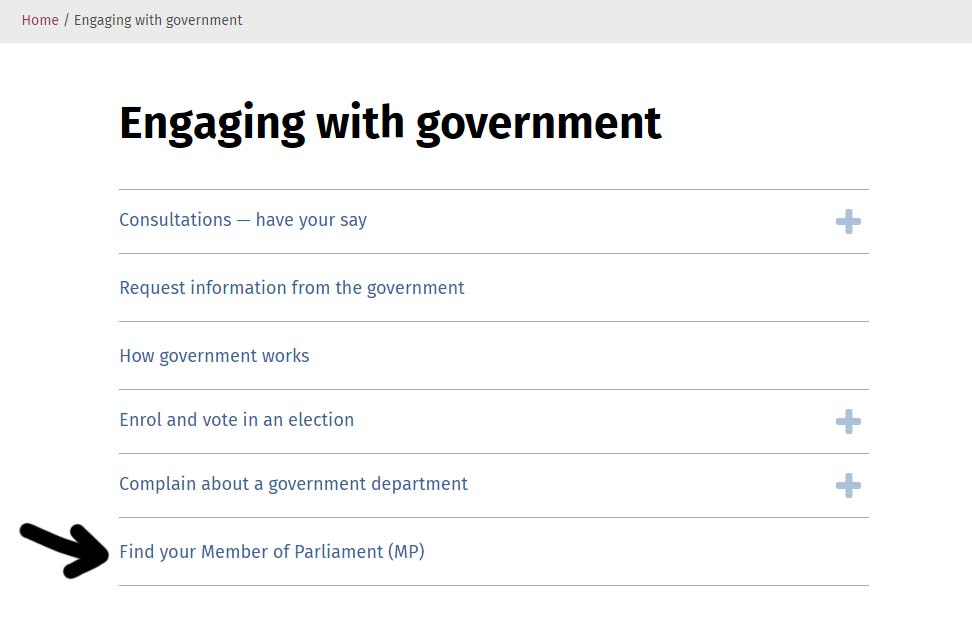 Home / Engaging with government
Engaging with government
Consultations — have your say
Request information from the government
How government works
Enrol and vote in an election
Complain about a government department
Find your Member of Parliament (MP)